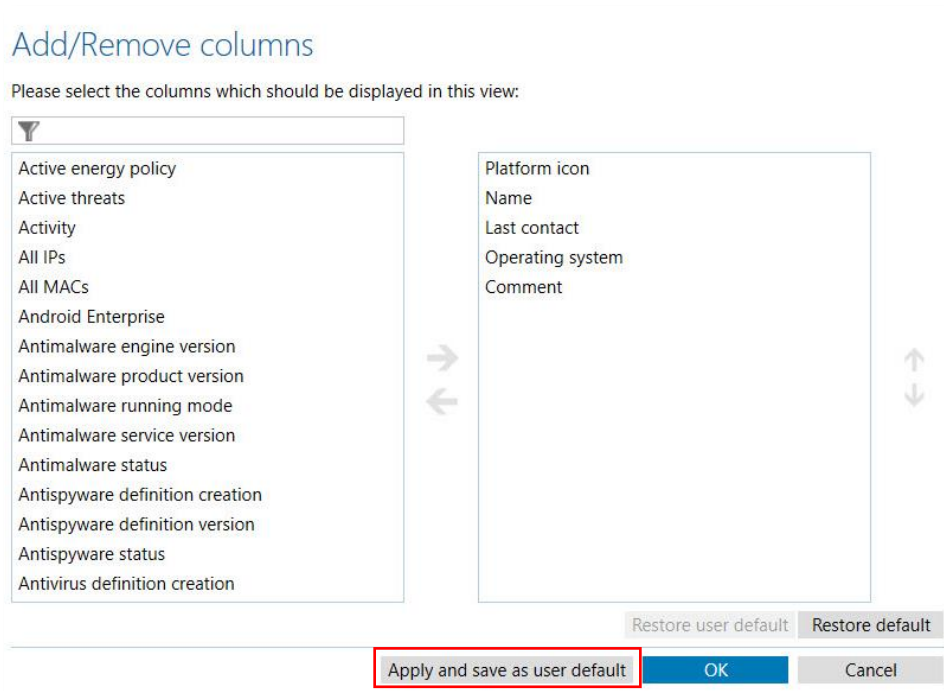 Add/Remove columns
Please select the columns which should be displayed in this view:
Active energy policy
Active threats
Activity
All IPs
All MACs
Android Enterprise
Antimalware engine version
Antimalware product version
Antimalware running mode
Antimalware service version
Antimalware status
Antispyware definition creation
Antispyware definition version
Antispyware status
Antivirus definition creation
Platform icon
Name
Last contact
Operating system
Comment
Restore user default
Restore default
Apply and save as user default
OK
Cancel